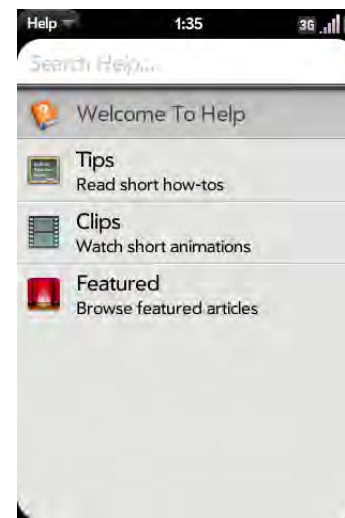 Help 1:35 3G
Search Help...
Welcome To Help
Tips
Read short how-tos
Clips
Watch short animations
Featured
Browse featured articles